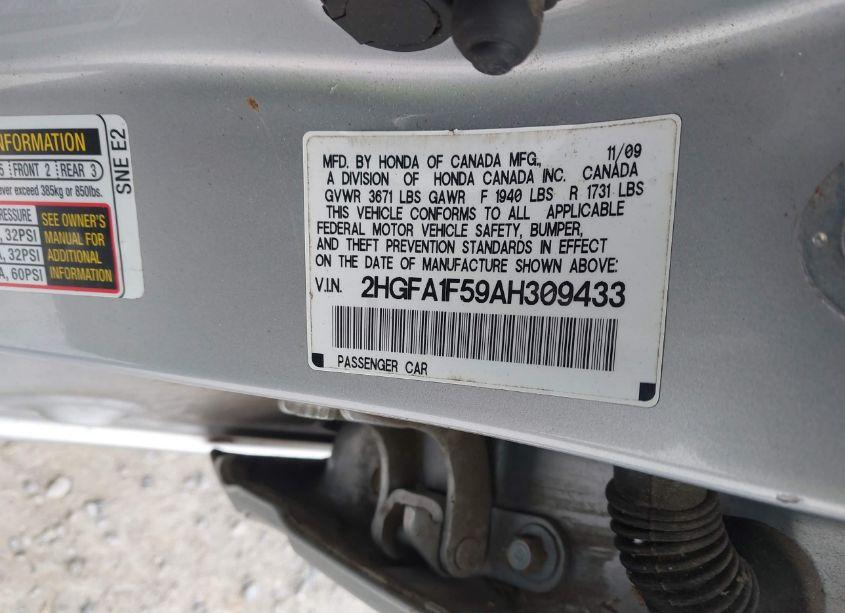 INFORMATION
5 FRONT 2 REAR 3
ever exceed 385kg or 850lbs.
PRESSURE
, 32PSI
A, 32PSI
A, 60PSI
SEE OWNER'S
MANUAL FOR
ADDITIONAL
INFORMATION
SNE E2
MFD. BY HONDA OF CANADA MFG., 11/09
A DIVISION OF HONDA CANADA INC. CANADA
GVWR 3671 LBS GAWR F 1940 LBS R 1731 LBS
THIS VEHICLE CONFORMS TO ALL APPLICABLE
FEDERAL MOTOR VEHICLE SAFETY, BUMPER,
AND THEFT PREVENTION STANDARDS IN EFFECT
ON THE DATE OF MANUFACTURE SHOWN ABOVE:
V.I.N. 2HGFA1F59AH309433
PASSENGER CAR